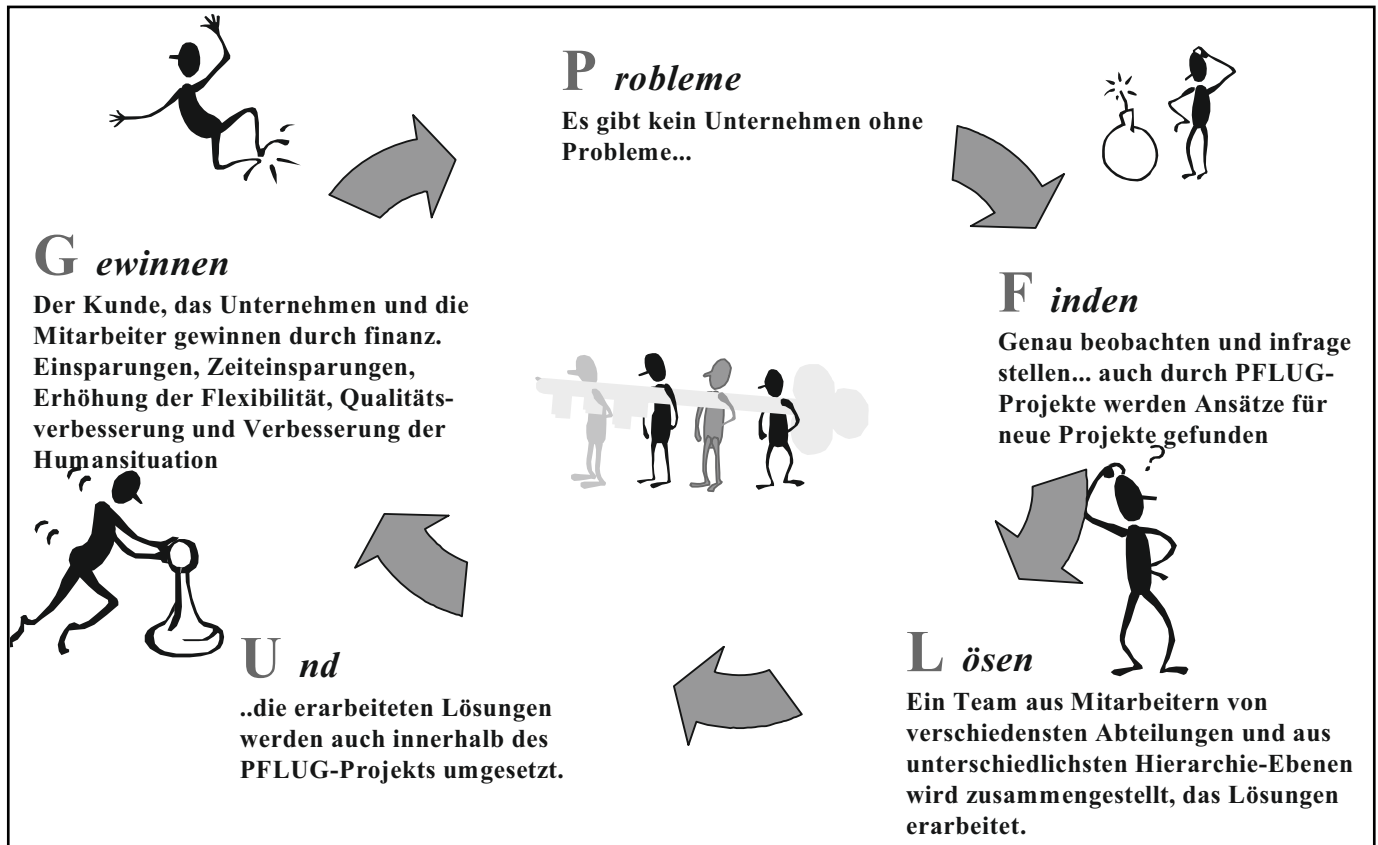 P robleme
Es gibt kein Unternehmen ohne
Probleme...
F inden
Genau beobachten und infrage
stellen... auch durch PFLUG-
Projekte werden Ansätze für
neue Projekte gefunden
?
L ösen
Ein Team aus Mitarbeitern von
verschiedensten Abteilungen und aus
unterschiedlichsten Hierarchie-Ebenen
wird zusammengestellt, das Lösungen
erarbeitet.
U nd
..die erarbeiteten Lösungen
werden auch innerhalb des
PFLUG-Projekts umgesetzt.
G ewinnen
Der Kunde, das Unternehmen und die
Mitarbeiter gewinnen durch finanz.
Einsparungen, Zeiteinsparungen,
Erhöhung der Flexibilität, Qualitäts-
verbesserung und Verbesserung der
Humansituation